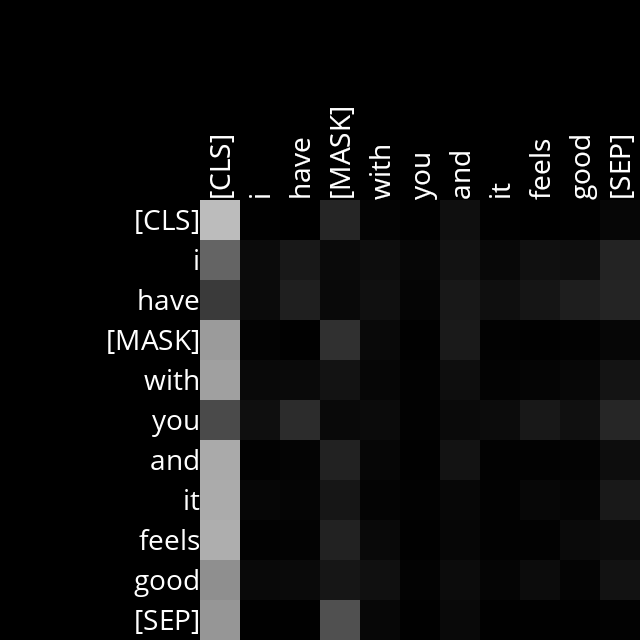 [CLS] i have [MASK] with you and it feels good [SEP]
[CLS]
i
have
[MASK]
with
you
and
it
feels
good
[SEP]